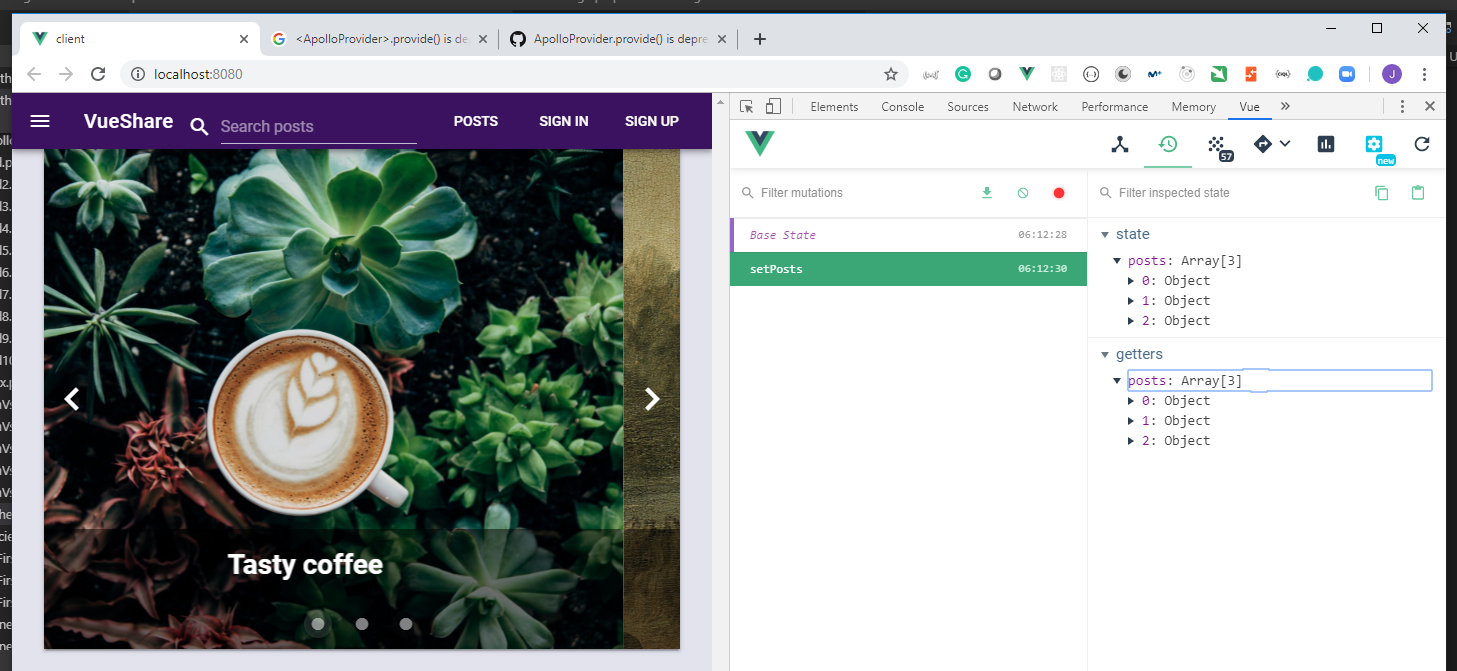 client
<ApolloProvider>.provide() is de
ApolloProvider.provide() is depre
localhost:8080
J
VueShare
Search posts
POSTS
SIGN IN
SIGN UP
Tasty coffee
Elements
Console
Sources
Network
Performance
Memory
Vue
57
new
Filter mutations
Filter inspected state
Base State 06:12:28
setPosts 06:12:30
state
posts: Array[3]
0: Object
1: Object
2: Object
getters
posts: Array[3]
0: Object
1: Object
2: Object